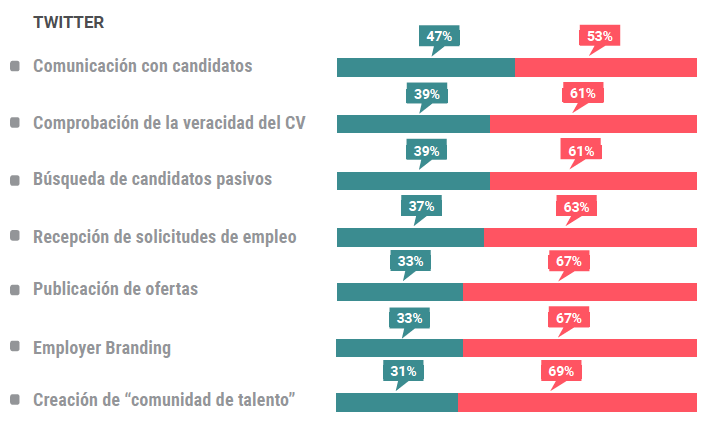 TWITTER
47% 53%
Comunicación con candidatos
39% 61%
Comprobación de la veracidad del CV
39% 61%
Búsqueda de candidatos pasivos
37% 63%
Recepción de solicitudes de empleo
33% 67%
Publicación de ofertas
33% 67%
Employer Branding
31% 69%
Creación de “comunidad de talento”